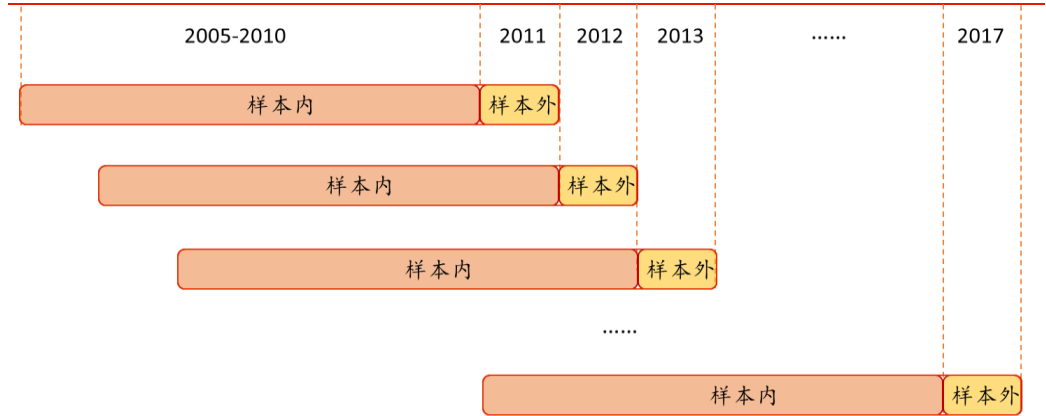 2005-2010 2011 2012 2013 ...... 2017
样本内 样本外
样本内 样本外
样本内 样本外
......
样本内 样本外